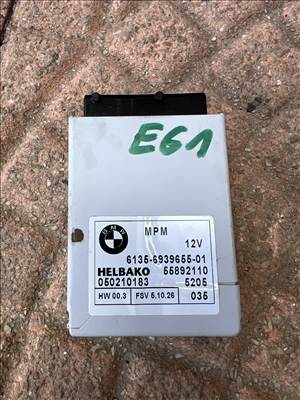 E61
MPM
12V
6135-6939655-01
HELBAKO 55892110
050210183 5205
HW 00.3 FSV 5.10.26 035